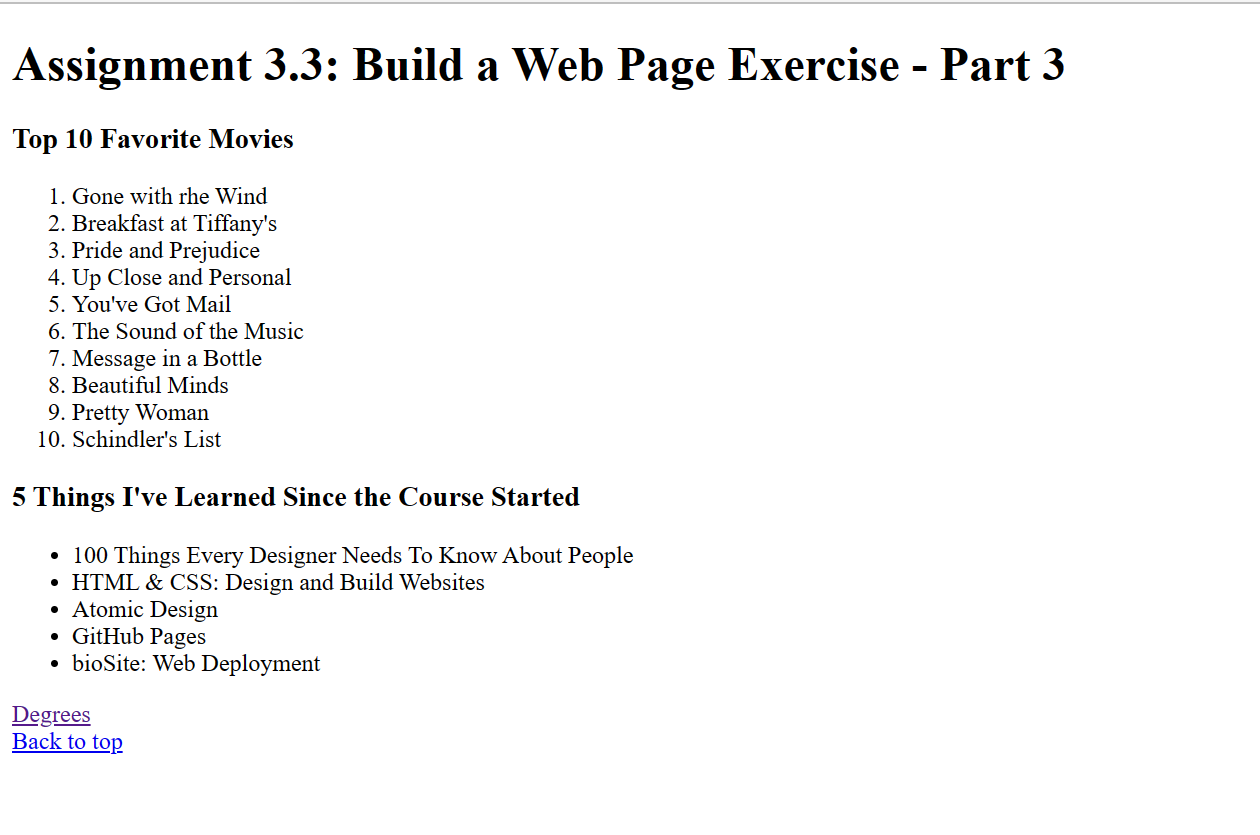 Assignment 3.3: Build a Web Page Exercise - Part 3
Top 10 Favorite Movies
1. Gone with rhe Wind
2. Breakfast at Tiffany's
3. Pride and Prejudice
4. Up Close and Personal
5. You've Got Mail
6. The Sound of the Music
7. Message in a Bottle
8. Beautiful Minds
9. Pretty Woman
10. Schindler's List
5 Things I've Learned Since the Course Started
• 100 Things Every Designer Needs To Know About People
• HTML & CSS: Design and Build Websites
• Atomic Design
• GitHub Pages
• bioSite: Web Deployment
Degrees
Back to top